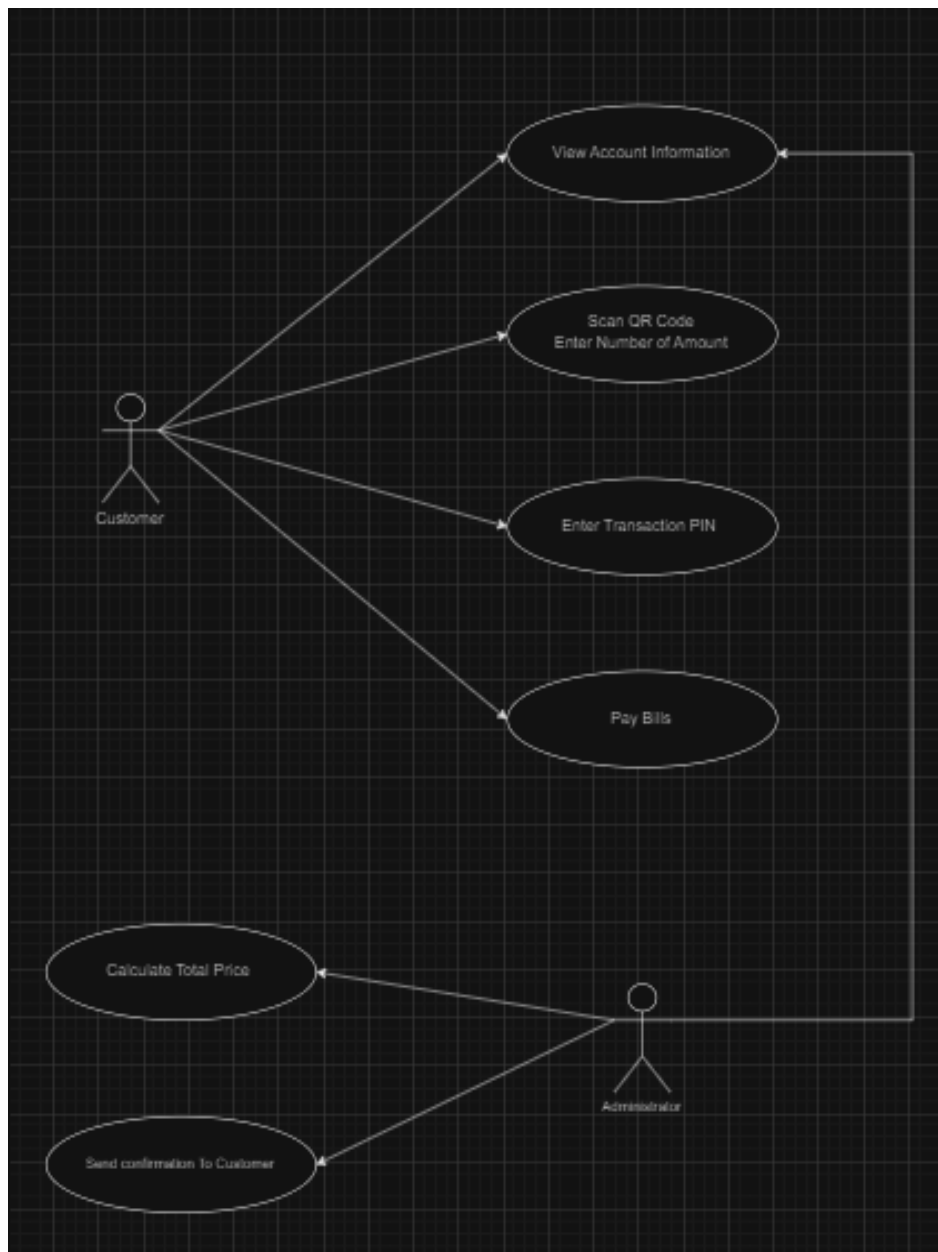 View Account Information
Scan QR Code
Enter Number of Amount
Customer
Enter Transaction PIN
Pay Bills
Calculate Total Price
Administrator
Send confirmation To Customer